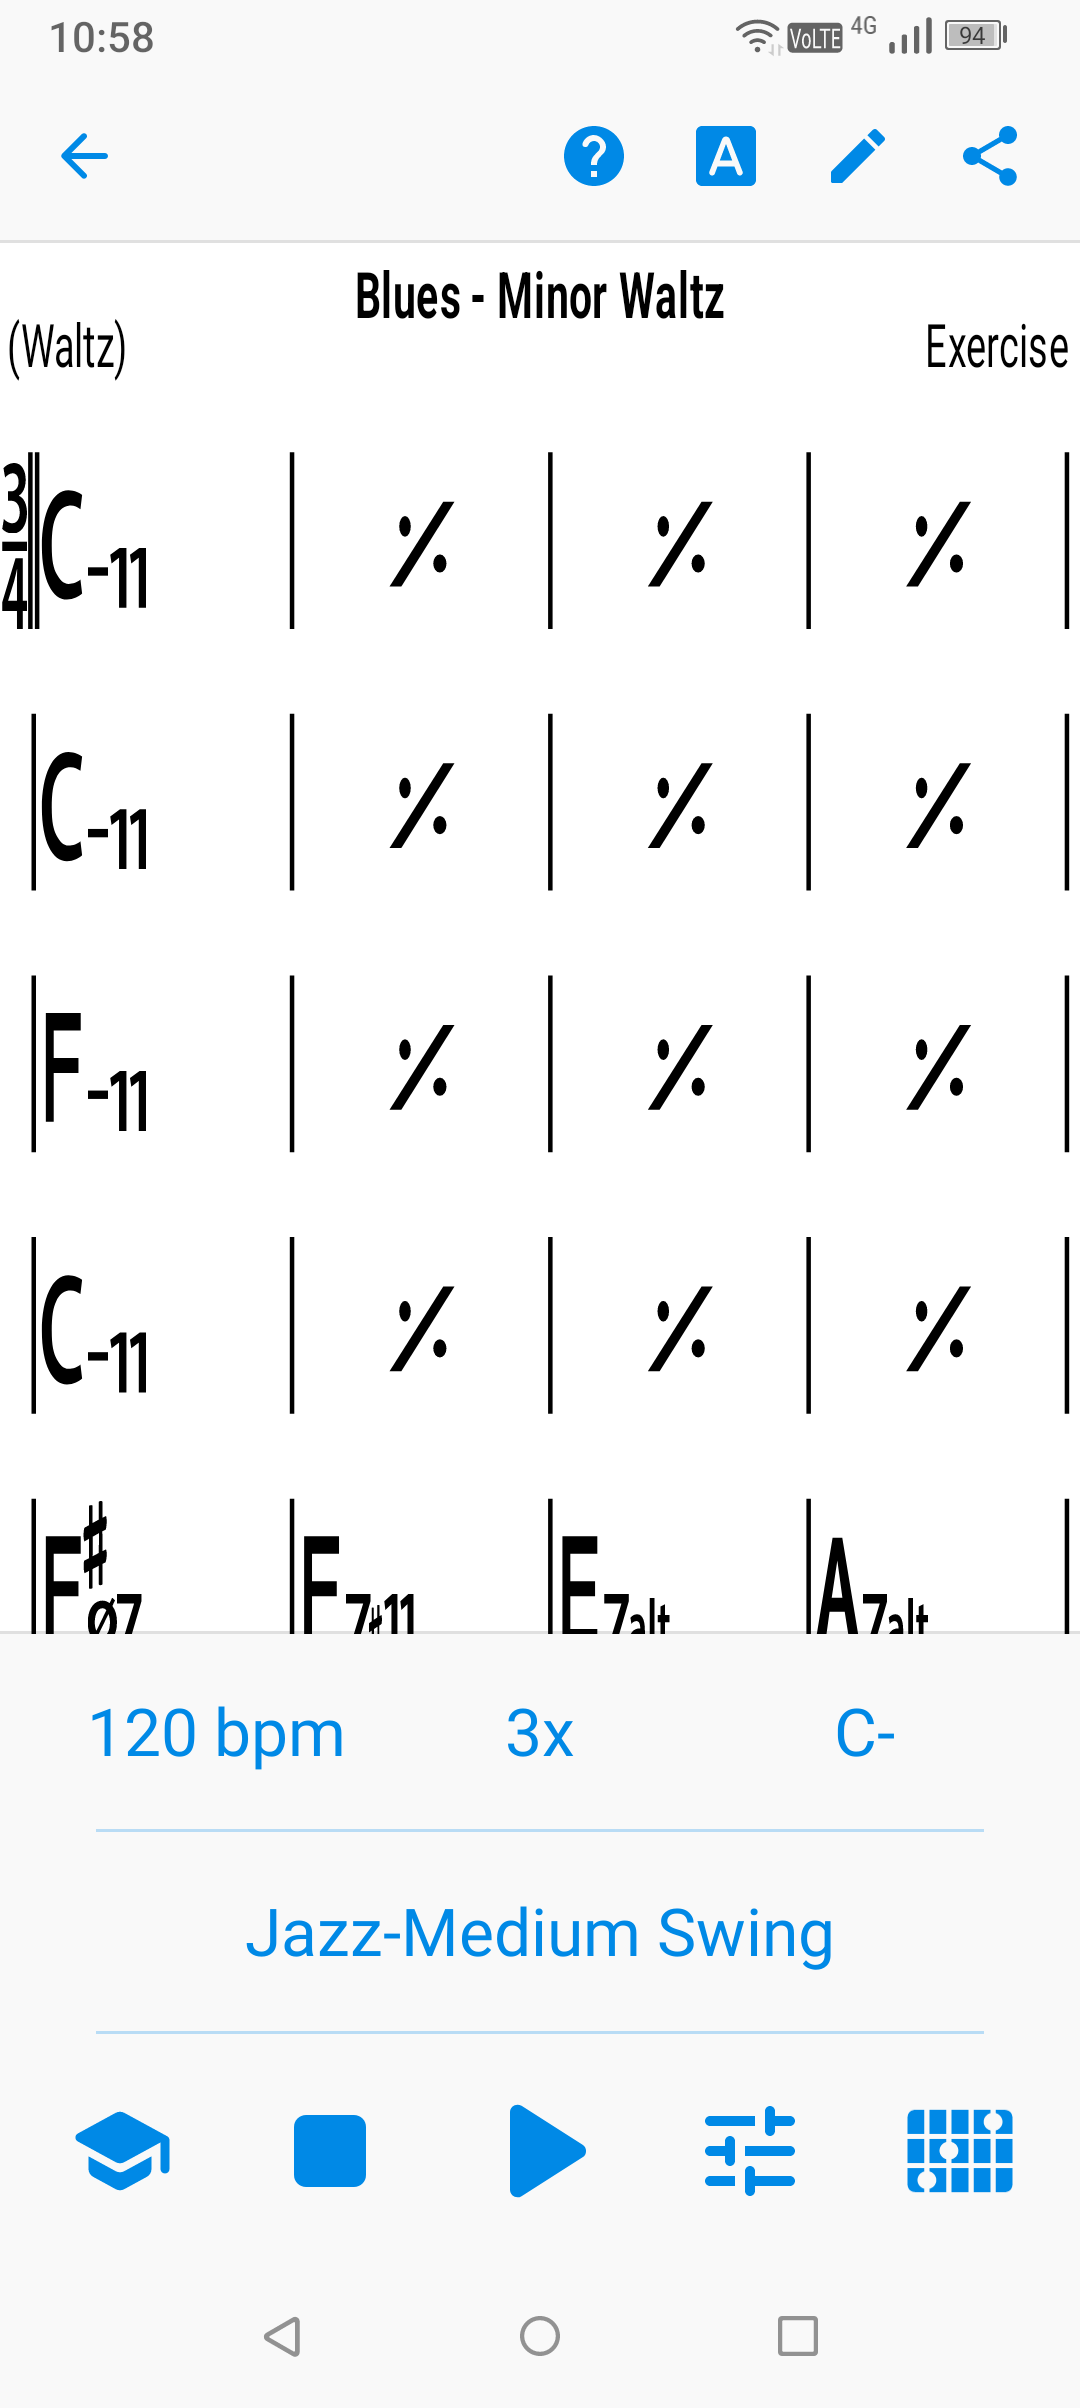 10:58 VoLTE 4G 94
A
Blues - Minor Waltz
(Waltz) Exercise
3/4 C-11 𝄎 𝄎 𝄎
C-11 𝄎 𝄎 𝄎
F-11 𝄎 𝄎 𝄎
C-11 𝄎 𝄎 𝄎
F♯ø7 F7♯11 E7alt A7alt
120 bpm 3x C-
Jazz-Medium Swing